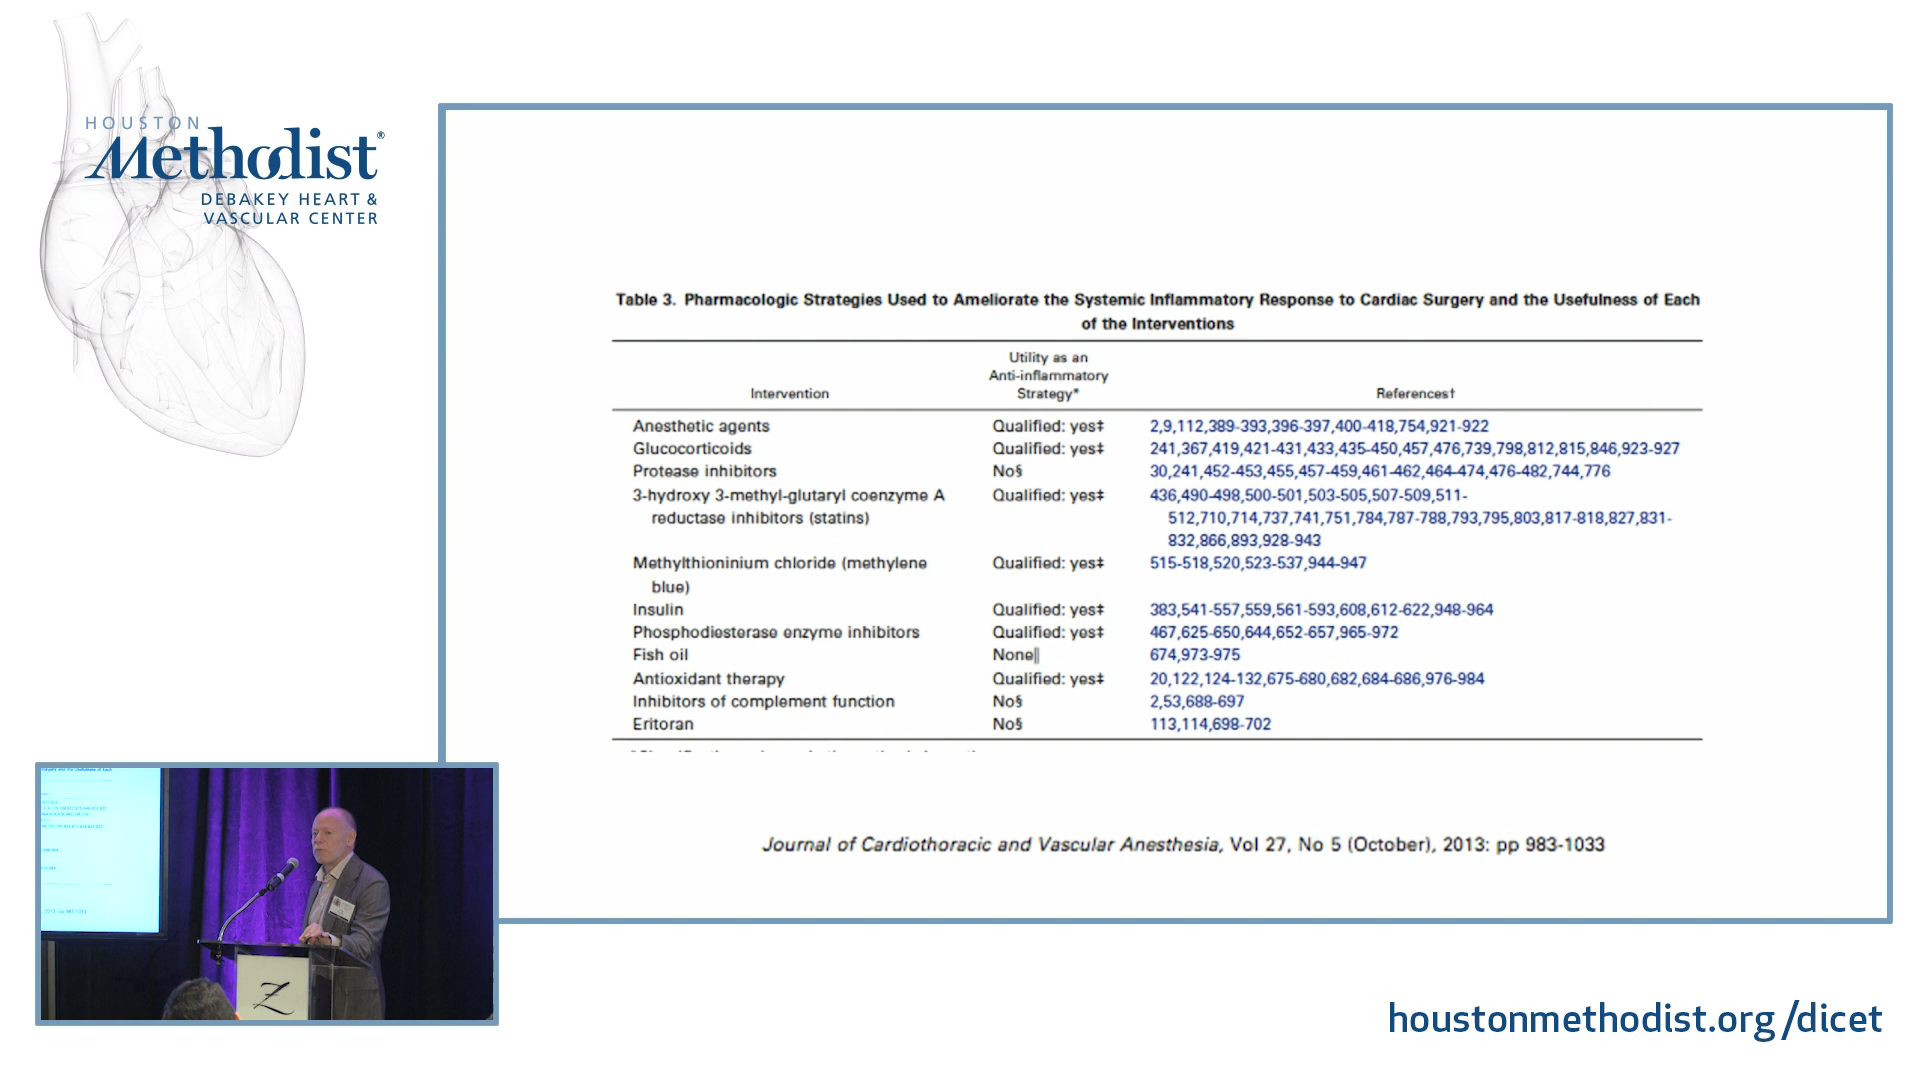 HOUSTON
Methodist®
DEBAKEY HEART &
VASCULAR CENTER
Table 3. Pharmacologic Strategies Used to Ameliorate the Systemic Inflammatory Response to Cardiac Surgery and the Usefulness of Each
of the Interventions
Utility as an
Anti-inflammatory
Intervention Strategy* References†
Anesthetic agents Qualified: yes‡ 2,9,112,389-393,396-397,400-418,754,921-922
Glucocorticoids Qualified: yes‡ 241,367,419,421-431,433,435-450,457,476,739,798,812,815,846,923-927
Protease inhibitors No§ 30,241,452-453,455,457-459,461-462,464-474,476-482,744,776
3-hydroxy 3-methyl-glutaryl coenzyme A Qualified: yes‡ 436,490-498,500-501,503-505,507-509,511-
reductase inhibitors (statins) 512,710,714,737,741,751,784,787-788,793,795,803,817-818,827,831-
832,866,893,928-943
Methylthioninium chloride (methylene Qualified: yes‡ 515-518,520,523-537,944-947
blue)
Insulin Qualified: yes‡ 383,541-557,559,561-593,608,612-622,948-964
Phosphodiesterase enzyme inhibitors Qualified: yes‡ 467,625-650,644,652-657,965-972
Fish oil None‖ 674,973-975
Antioxidant therapy Qualified: yes‡ 20,122,124-132,675-680,682,684-686,976-984
Inhibitors of complement function No§ 2,53,688-697
Eritoran No§ 113,114,698-702
Journal of Cardiothoracic and Vascular Anesthesia, Vol 27, No 5 (October), 2013: pp 983-1033
Z
houstonmethodist.org/dicet